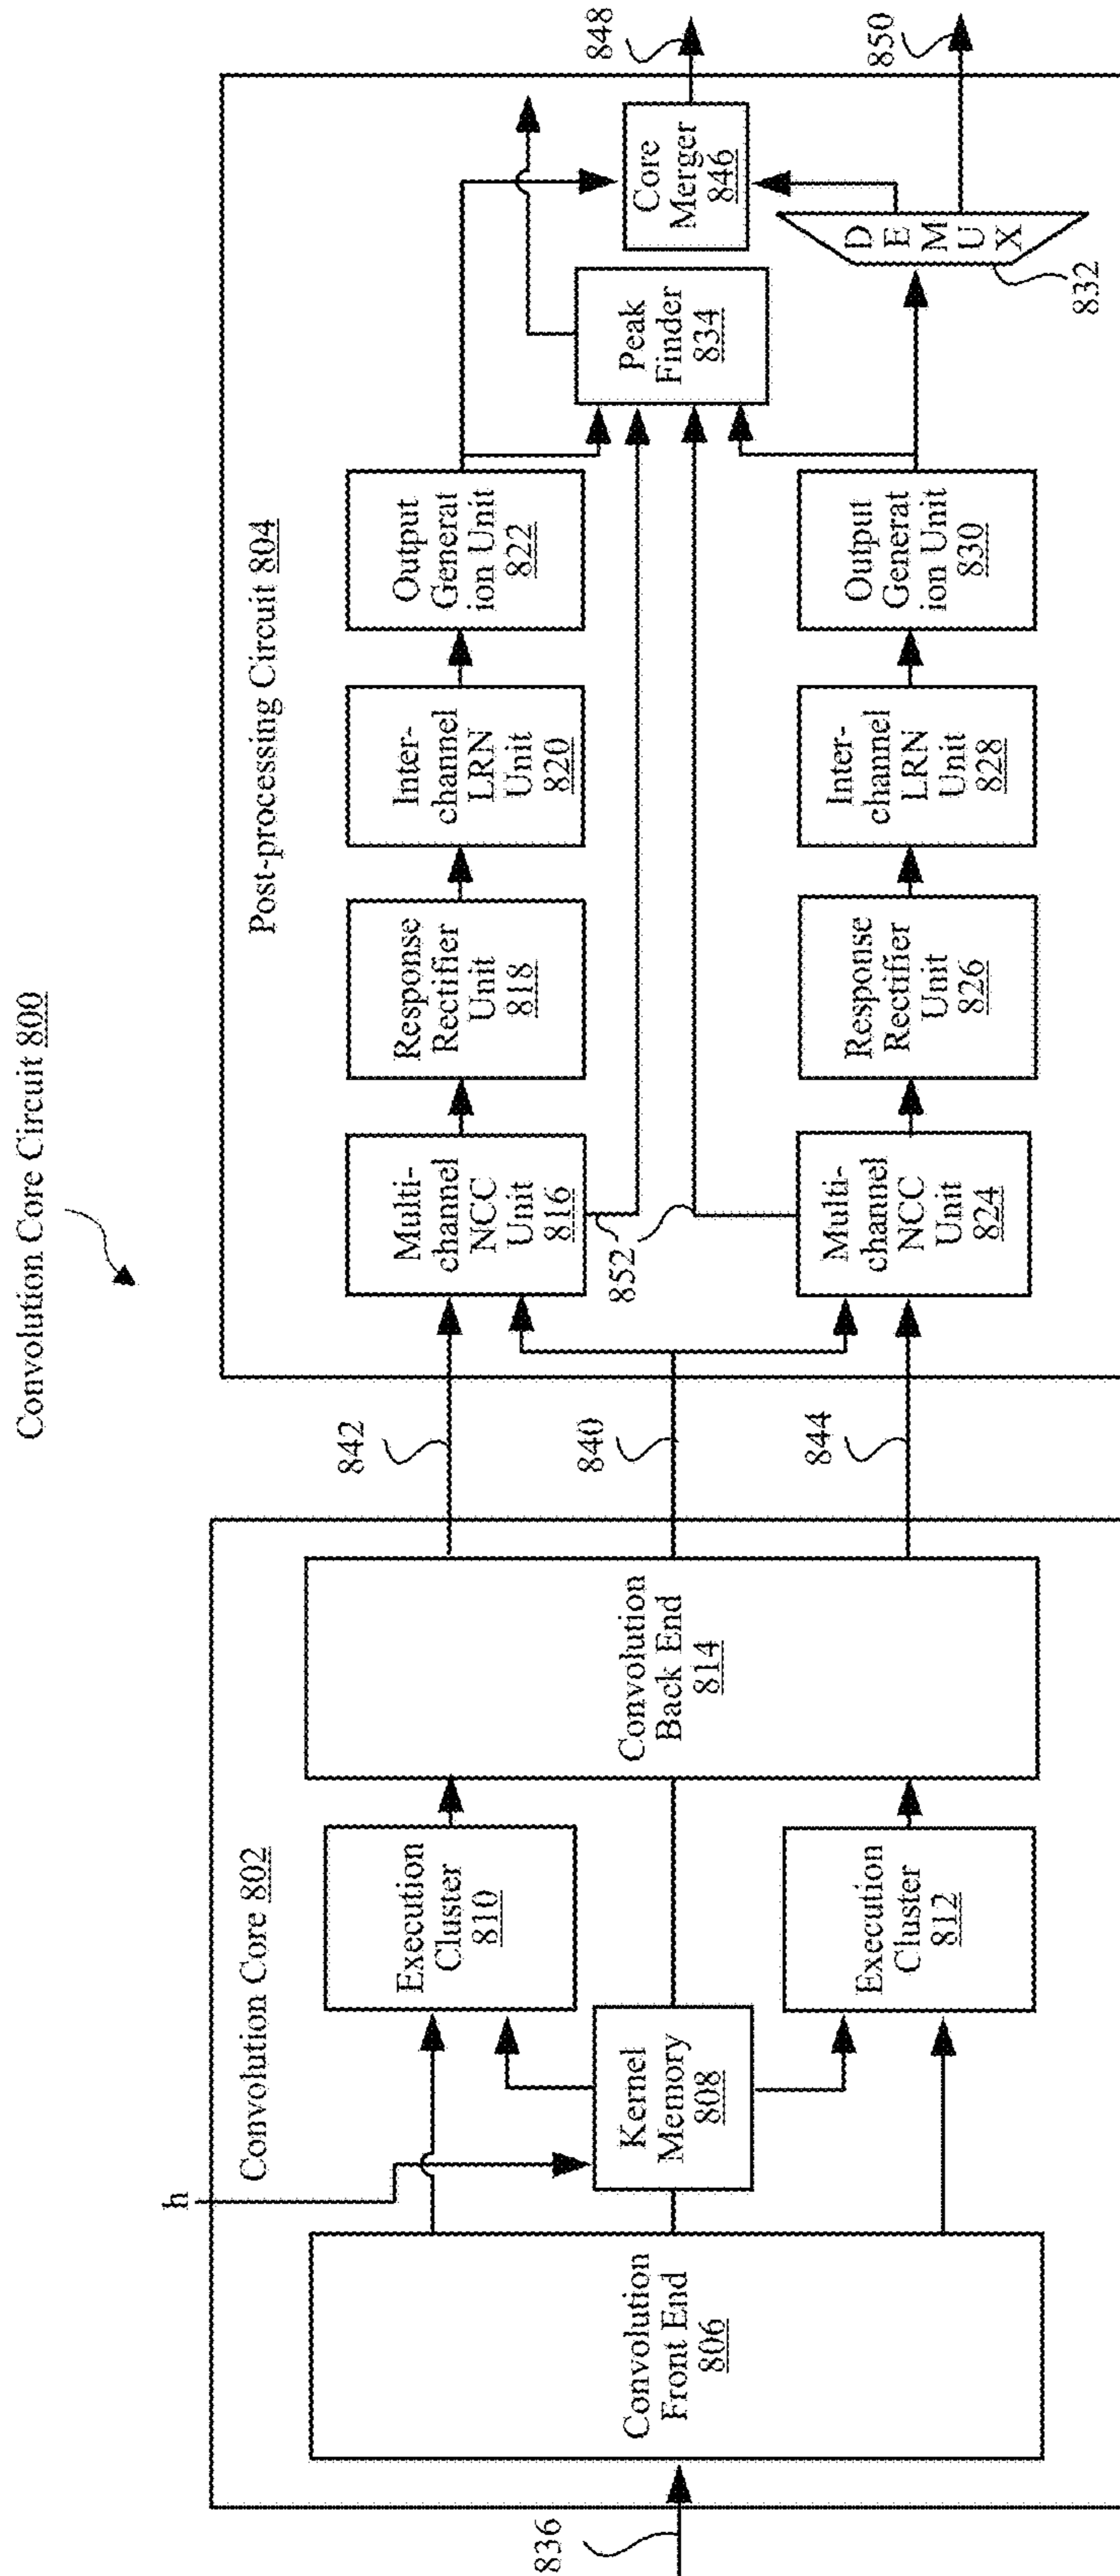 Convolution Core Circuit 800
Convolution Core 802
h
836
Convolution
Front End
806
Kernel
Memory
808
Execution
Cluster
810
Execution
Cluster
812
Convolution
Back End
814
842
840
844
Post-processing Circuit 804
Multi-
channel
NCC
Unit
816
Response
Rectifier
Unit
818
Inter-
channel
LRN
Unit
820
Output
Generat
ion Unit
822
852
Multi-
channel
NCC
Unit
824
Response
Rectifier
Unit
826
Inter-
channel
LRN
Unit
828
Output
Generat
ion Unit
830
Peak
Finder
834
Core
Merger
846
D
E
M
U
X
832
848
850